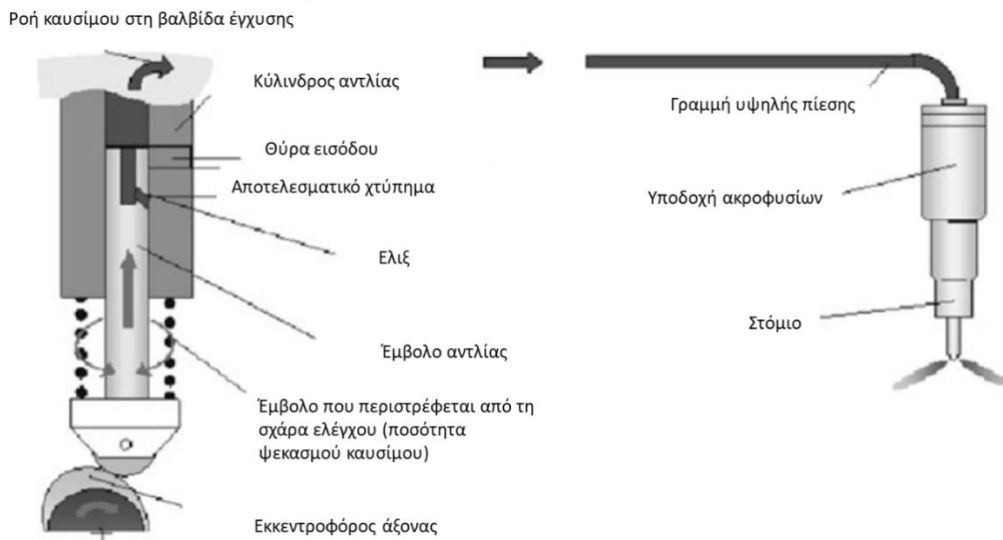 Ροή καυσίμου στη βαλβίδα έγχυσης
Κύλινδρος αντλίας
Θύρα εισόδου
Αποτελεσματικό χτύπημα
Ελιξ
Έμβολο αντλίας
Έμβολο που περιστρέφεται από τη
σχάρα ελέγχου (ποσότητα
ψεκασμού καυσίμου)
Εκκεντροφόρος άξονας
Γραμμή υψηλής πίεσης
Υποδοχή ακροφυσίων
Στόμιο